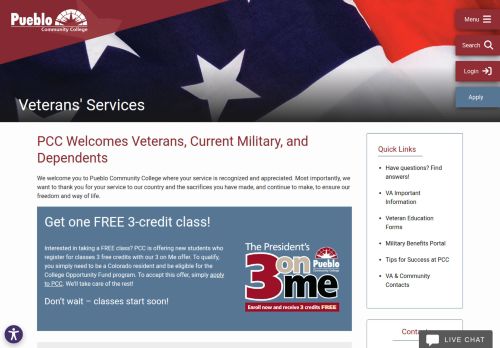 Pueblo
Community College
Menu
Search
Login
Apply
Veterans' Services
PCC Welcomes Veterans, Current Military, and
Dependents
We welcome you to Pueblo Community College where your service is recognized and appreciated. Most importantly, we
want to thank you for your service to our country and the sacrifices you have made, and continue to make, to ensure our
freedom and way of life.
Get one FREE 3-credit class!
Interested in taking a FREE class? PCC is offering new students who
register for classes 3 free credits with our 3 on Me offer. To qualify,
you simply need to be a Colorado resident and be eligible for the
College Opportunity Fund program. To accept this offer, simply apply
to PCC. We'll take care of the rest!
Don't wait – classes start soon!
The President's
3 on me
Pueblo
Community College
Enroll now and receive 3 credits FREE
Quick Links
Have questions? Find
answers!
VA Important
Information
Veteran Education
Forms
Military Benefits Portal
Tips for Success at PCC
VA & Community
Contacts
Contact
LIVE CHAT